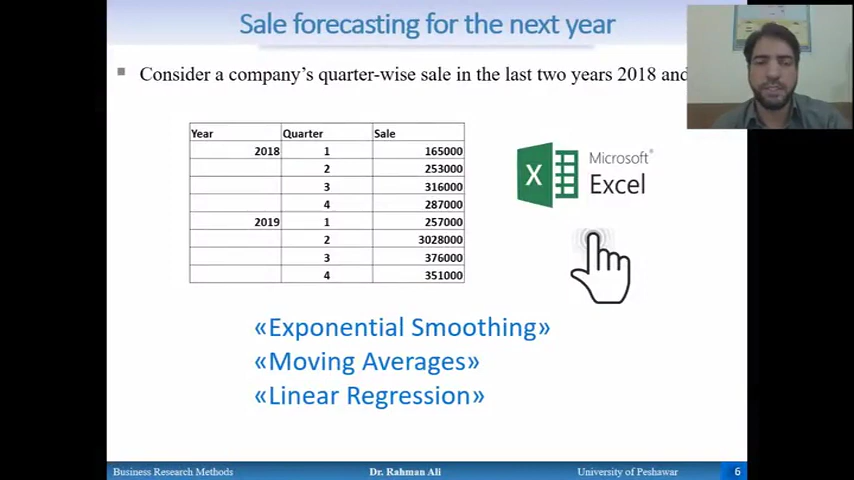 Sale forecasting for the next year
Consider a company's quarter-wise sale in the last two years 2018 and
Year Quarter Sale
2018 1 165000
2 253000
3 316000
4 287000
2019 1 257000
2 3028000
3 376000
4 351000
Microsoft®
X Excel
«Exponential Smoothing»
«Moving Averages»
«Linear Regression»
Business Research Methods Dr. Rahman Ali University of Peshawar 6